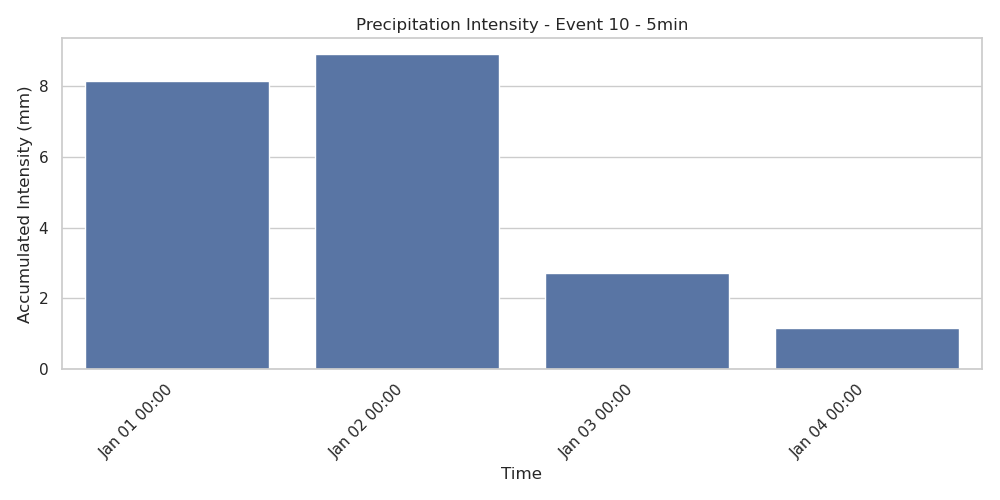 Precipitation Intensity - Event 10 - 5min
Accumulated Intensity (mm)
8
6
4
2
0
Jan 01 00:00
Jan 02 00:00
Jan 03 00:00
Jan 04 00:00
Time